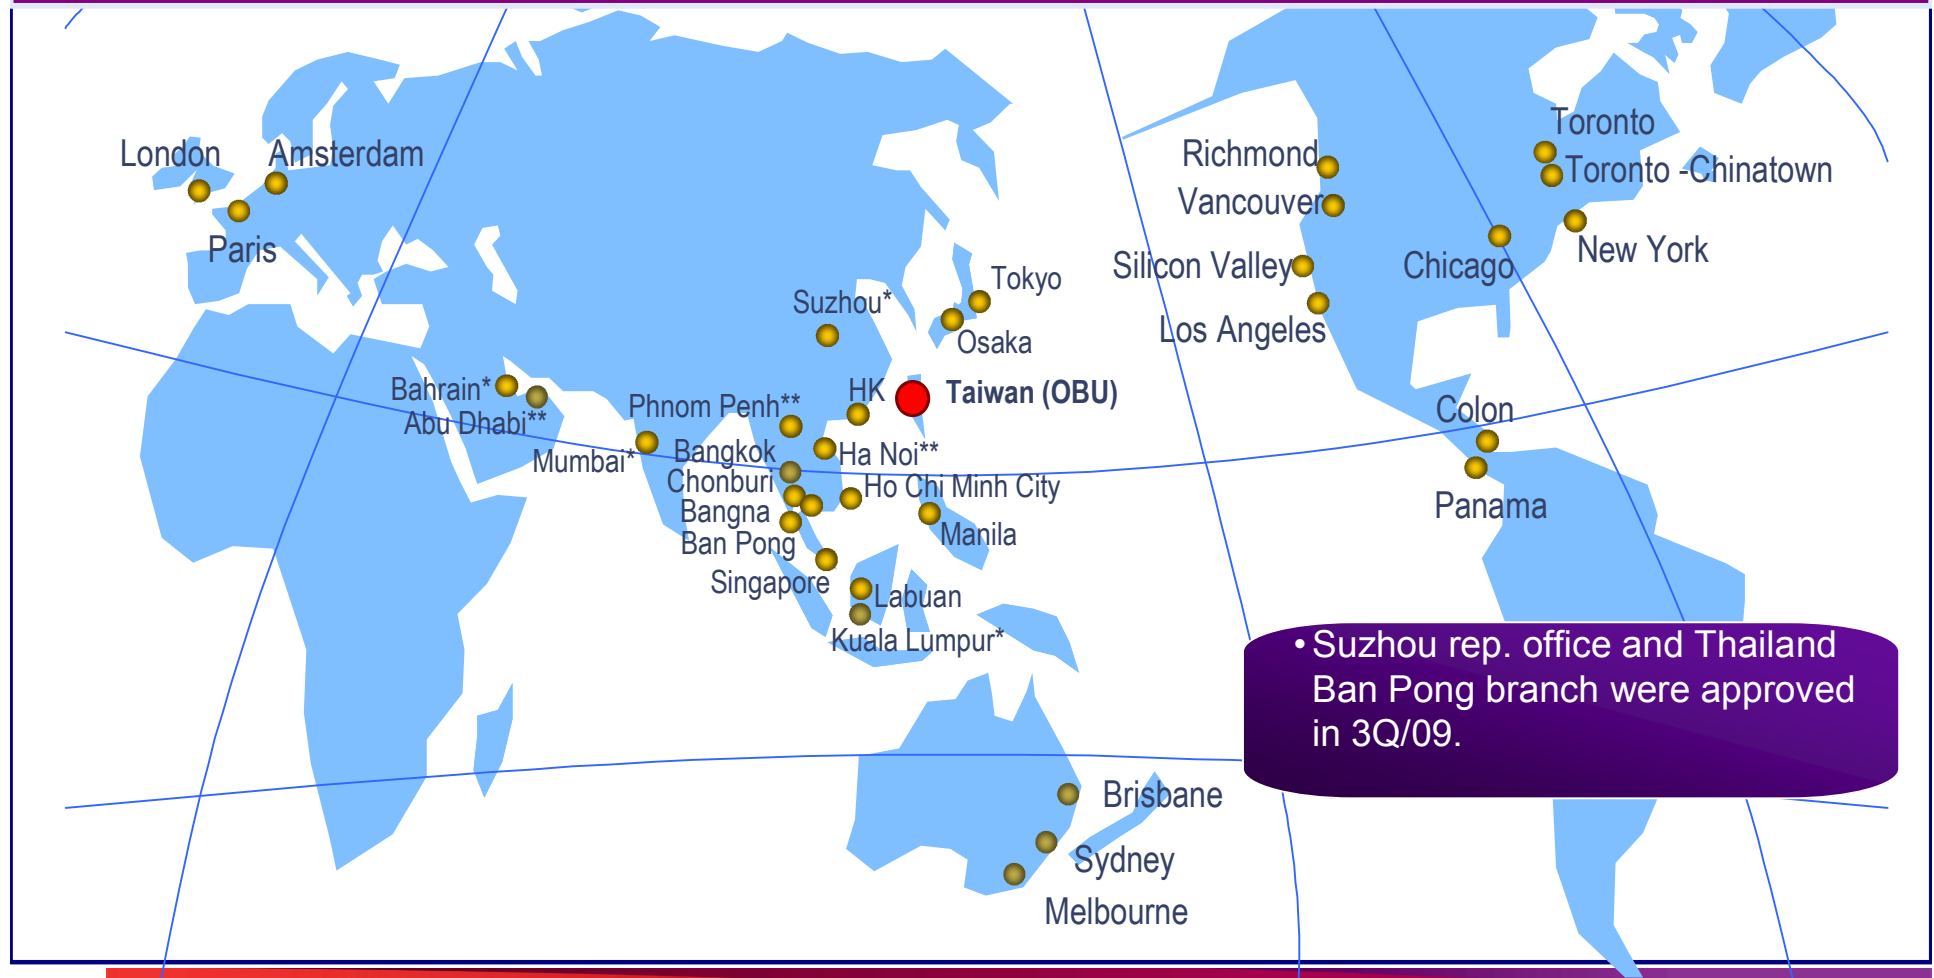 London
Amsterdam
Paris
Toronto
Richmond
Toronto -Chinatown
Vancouver
New York
Silicon Valley
Chicago
Los Angeles
Tokyo
Suzhou*
Osaka
Bahrain*
Abu Dhabi**
HK
Taiwan (OBU)
Phnom Penh**
Mumbai*
Bangkok
Ha Noi**
Chonburi
Ho Chi Minh City
Bangna
Manila
Ban Pong
Singapore
Labuan
Kuala Lumpur*
Colon
Panama
• Suzhou rep. office and Thailand
Ban Pong branch were approved
in 3Q/09.
Brisbane
Sydney
Melbourne